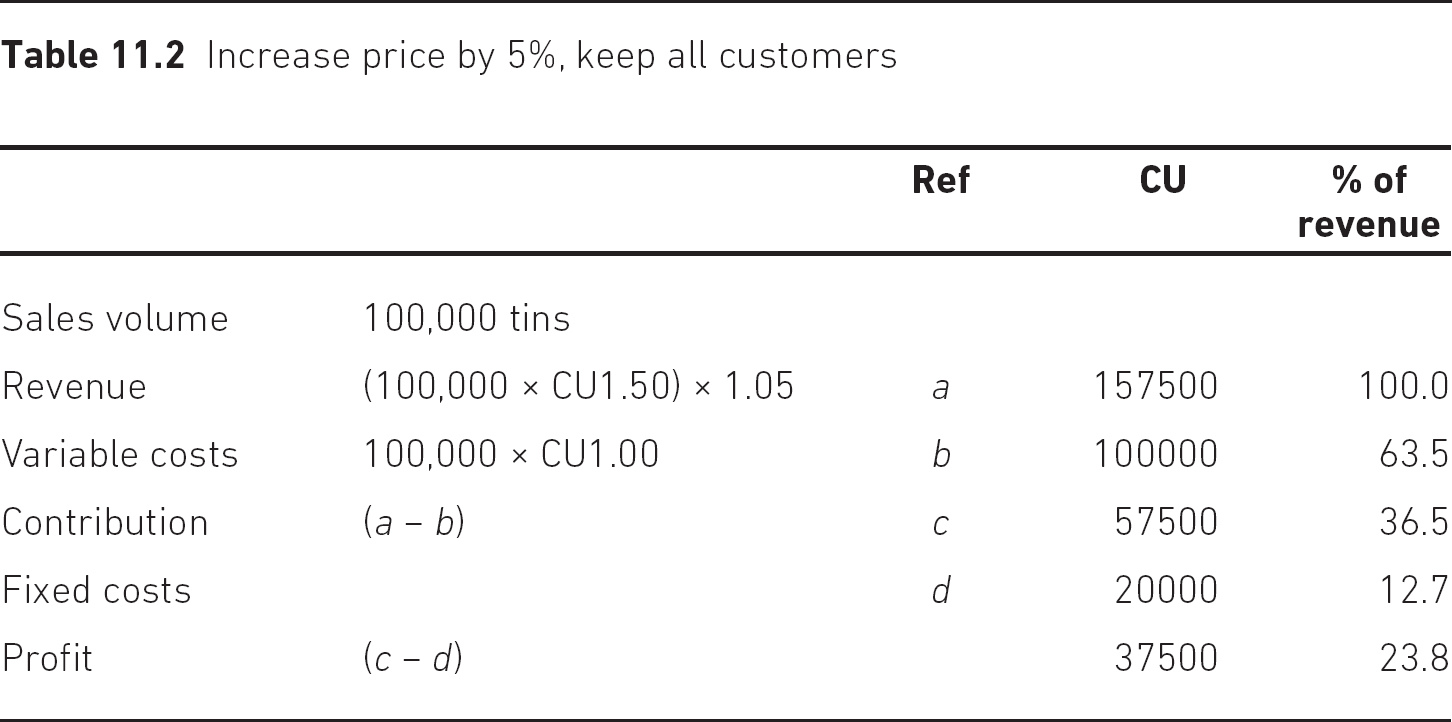 Table 11.2 Increase price by 5%, keep all customers
Ref CU % of
revenue
Sales volume 100,000 tins
Revenue (100,000 × CU1.50) × 1.05 a 157500 100.0
Variable costs 100,000 × CU1.00 b 100000 63.5
Contribution (a – b) c 57500 36.5
Fixed costs d 20000 12.7
Profit (c – d) 37500 23.8